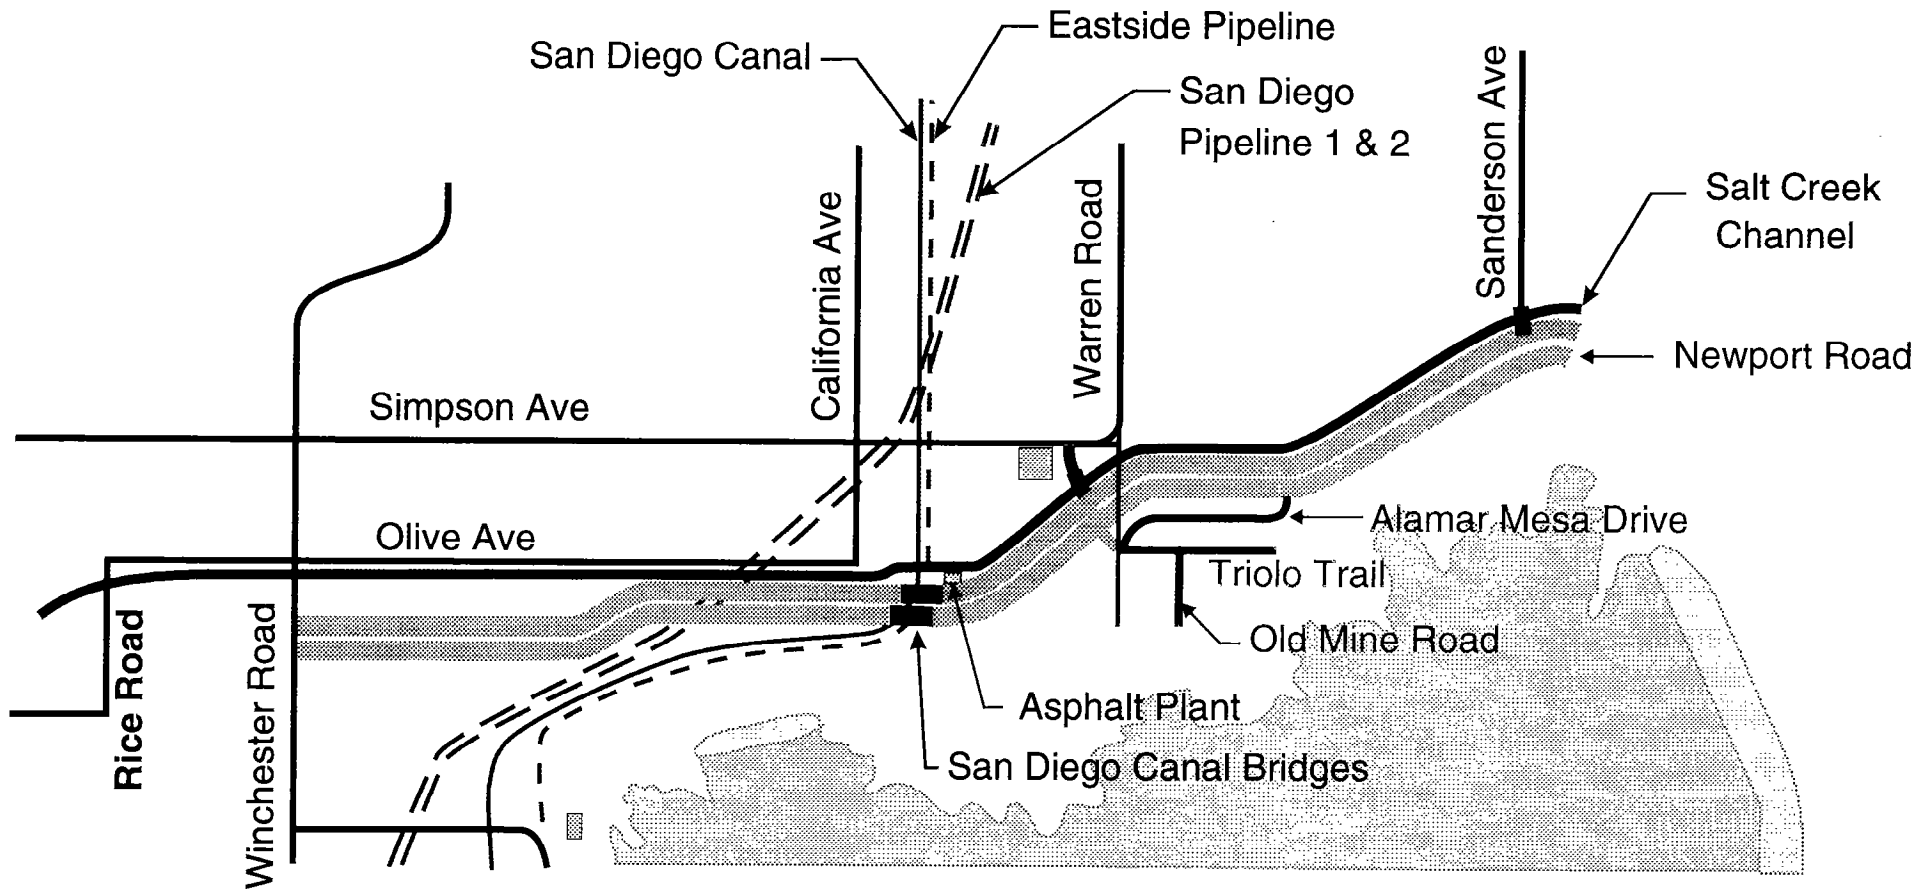 Eastside Pipeline
San Diego Canal
San Diego
Pipeline 1 & 2
Sanderson Ave
Salt Creek
Channel
California Ave
Warren Road
Newport Road
Simpson Ave
Alamar Mesa Drive
Olive Ave
Triolo Trail
Old Mine Road
Rice Road
Winchester Road
Asphalt Plant
San Diego Canal Bridges